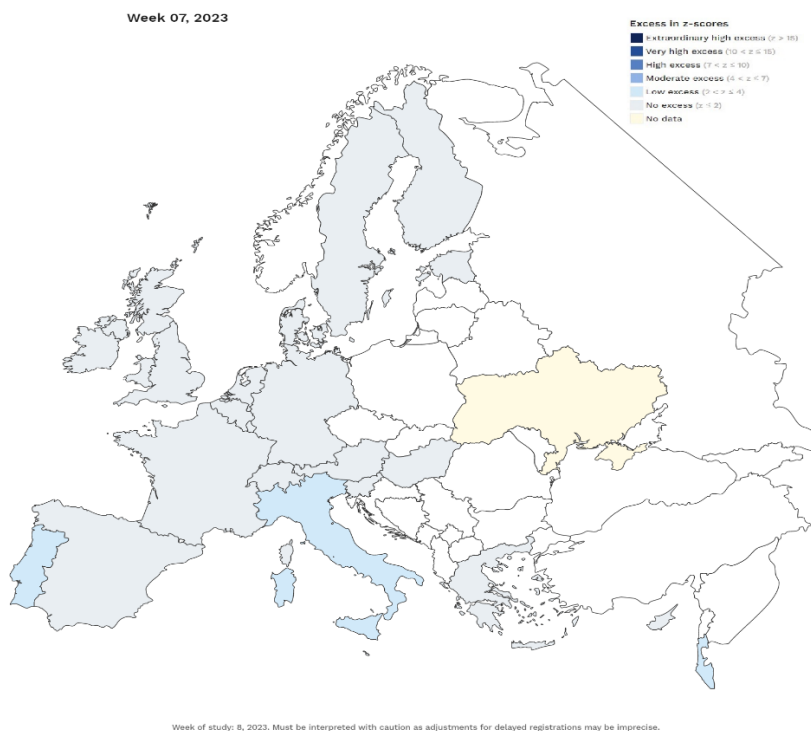 Week 07, 2023
Excess in z-scores
Extraordinary high excess (z > 15)
Very high excess (10 < z ≤ 15)
High excess (7 < z ≤ 10)
Moderate excess (4 < z ≤ 7)
Low excess (2 < z ≤ 4)
No excess (z ≤ 2)
No data
Week of study: 8, 2023. Must be interpreted with caution as adjustments for delayed registrations may be imprecise.